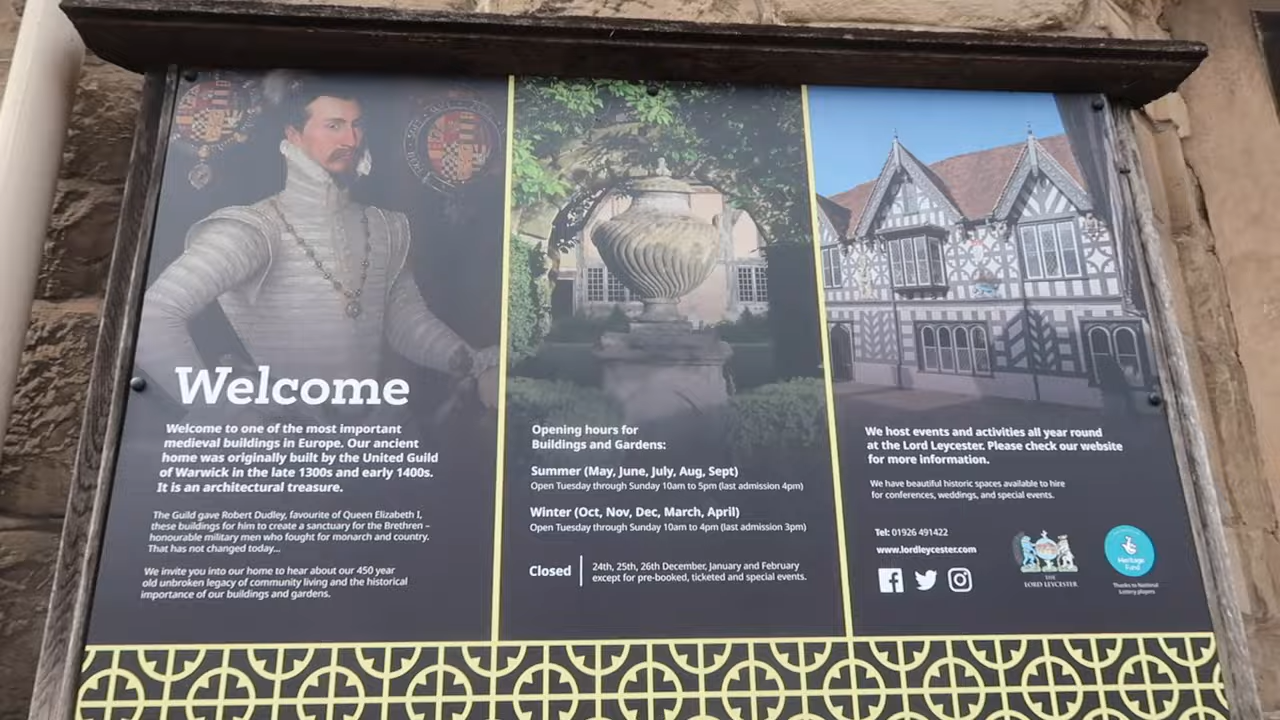 Welcome
Welcome to one of the most important
medieval buildings in Europe. Our ancient
home was originally built by the United Guild
of Warwick in the late 1300s and early 1400s.
It is an architectural treasure.
The Guild gave Robert Dudley, favourite of Queen Elizabeth I,
these buildings for him to create a sanctuary for the Brethren –
honourable military men who fought for monarch and country.
That has not changed today...
We invite you into our home to hear about our 450 year
old unbroken legacy of community living and the historical
importance of our buildings and gardens.
Opening hours for
Buildings and Gardens:
Summer (May, June, July, Aug, Sept)
Open Tuesday through Sunday 10am to 5pm (last admission 4pm)
Winter (Oct, Nov, Dec, March, April)
Open Tuesday through Sunday 10am to 4pm (last admission 3pm)
Closed
24th, 25th, 26th December, January and February
except for pre-booked, ticketed and special events.
We host events and activities all year round
at the Lord Leycester. Please check our website
for more information.
We have beautiful historic spaces available to hire
for conferences, weddings, and special events.
Tel: 01926 491422
www.lordleycester.com
THE
LORD LEYCESTER
Heritage
Fund
Thanks to National
Lottery players